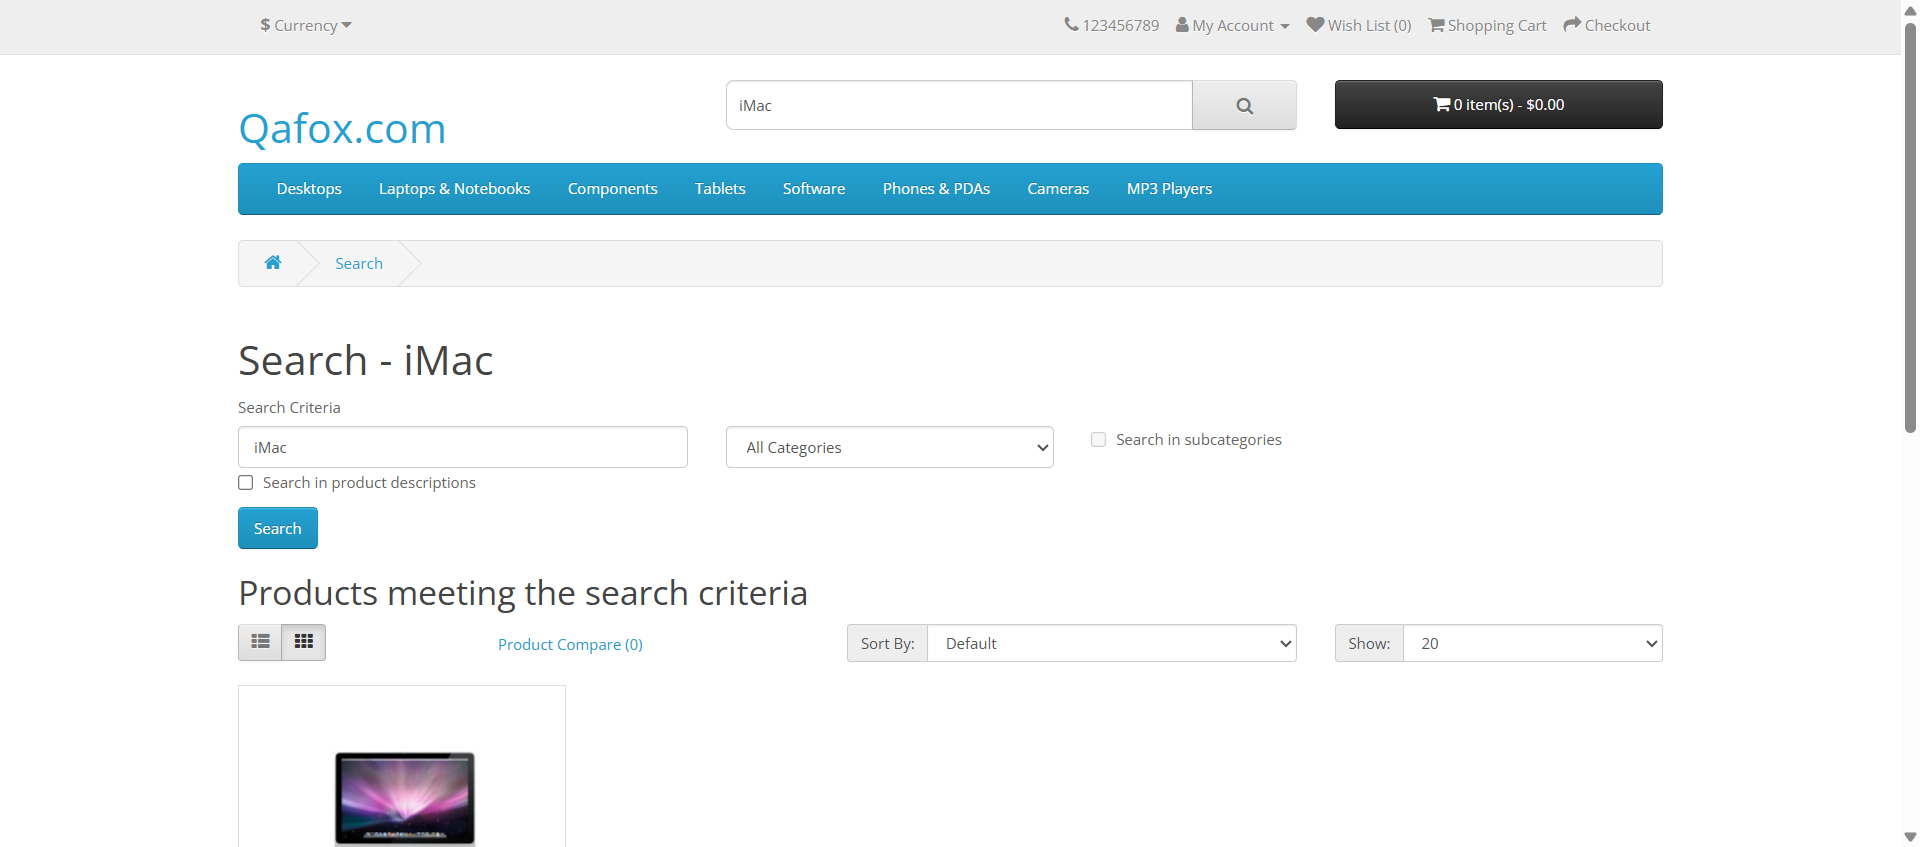 $ Currency
123456789 My Account Wish List (0) Shopping Cart Checkout
Qafox.com
iMac
0 item(s) - $0.00
Desktops Laptops & Notebooks Components Tablets Software Phones & PDAs Cameras MP3 Players
Search
Search - iMac
Search Criteria
iMac
All Categories
Search in subcategories
Search in product descriptions
Search
Products meeting the search criteria
Product Compare (0)
Sort By: Default
Show: 20